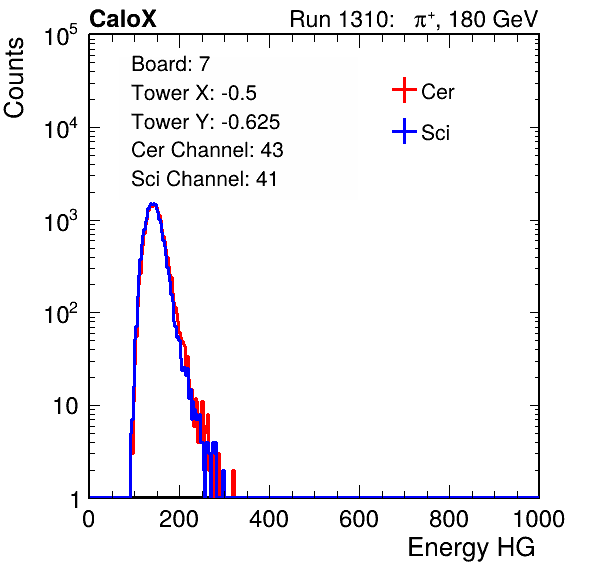 CaloX Run 1310: π⁺, 180 GeV
Board: 7
Tower X: -0.5
Tower Y: -0.625
Cer Channel: 43
Sci Channel: 41
Cer
Sci
Counts
10⁵
10⁴
10³
10²
10
1
0 200 400 600 800 1000
Energy HG